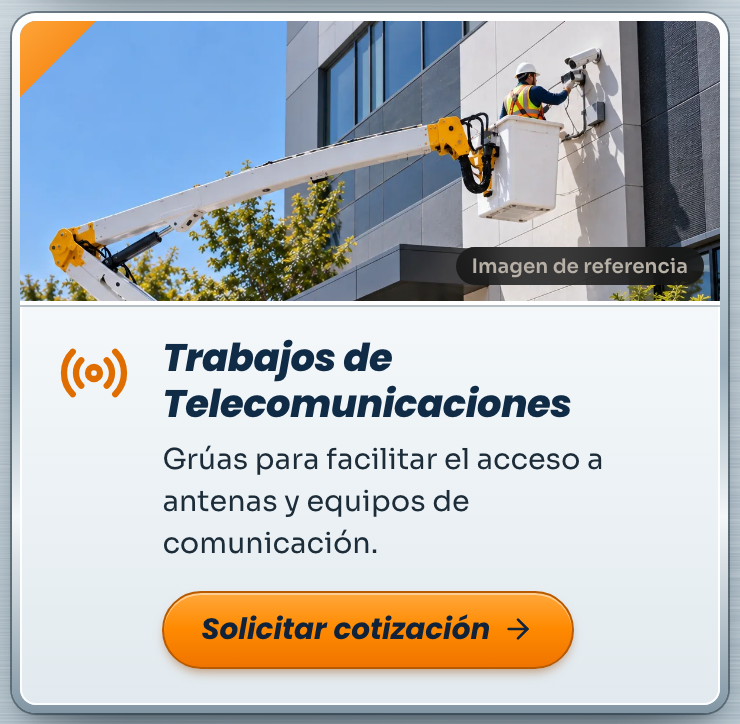 Imagen de referencia
Trabajos de
Telecomunicaciones
Grúas para facilitar el acceso a
antenas y equipos de
comunicación.
Solicitar cotización →